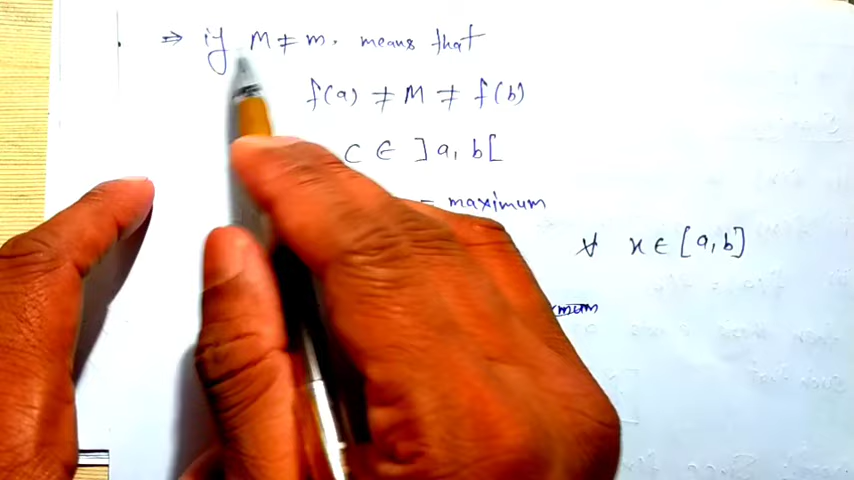 ⇒ if M ≠ m. means that
f(a) ≠ M ≠ f(b)
c ∈ ]a, b[
= maximum
∀ x ∈ [a, b]